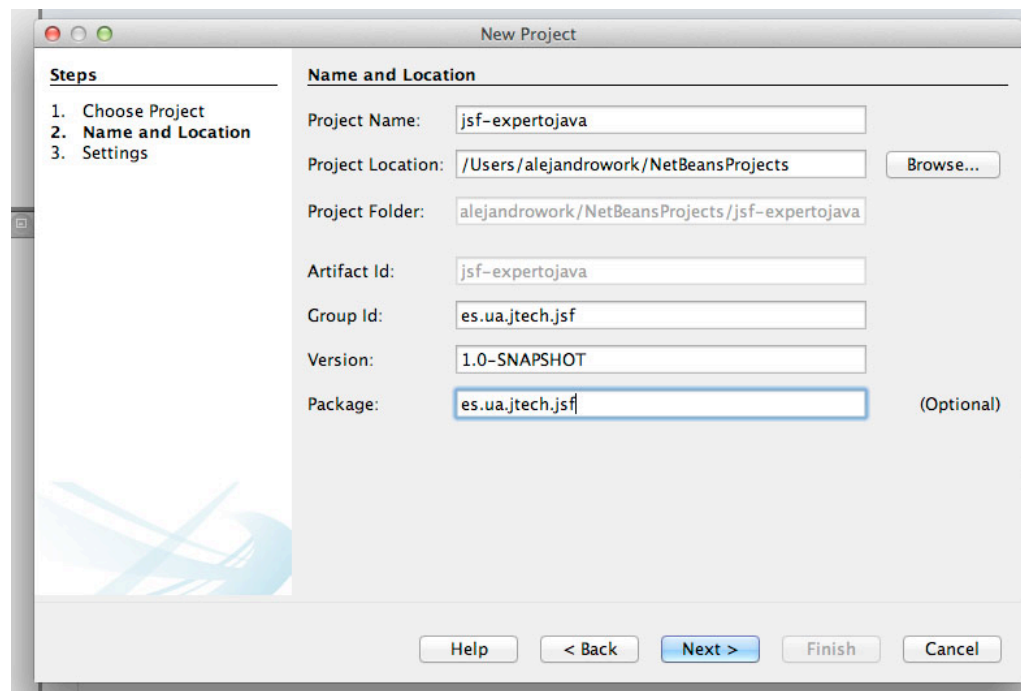 New Project
Steps
1. Choose Project
2. Name and Location
3. Settings
Name and Location
Project Name: jsf-expertojava
Project Location: /Users/alejandrowork/NetBeansProjects Browse...
Project Folder: alejandrowork/NetBeansProjects/jsf-expertojava
Artifact Id: jsf-expertojava
Group Id: es.ua.jtech.jsf
Version: 1.0-SNAPSHOT
Package: es.ua.jtech.jsf (Optional)
Help < Back Next > Finish Cancel